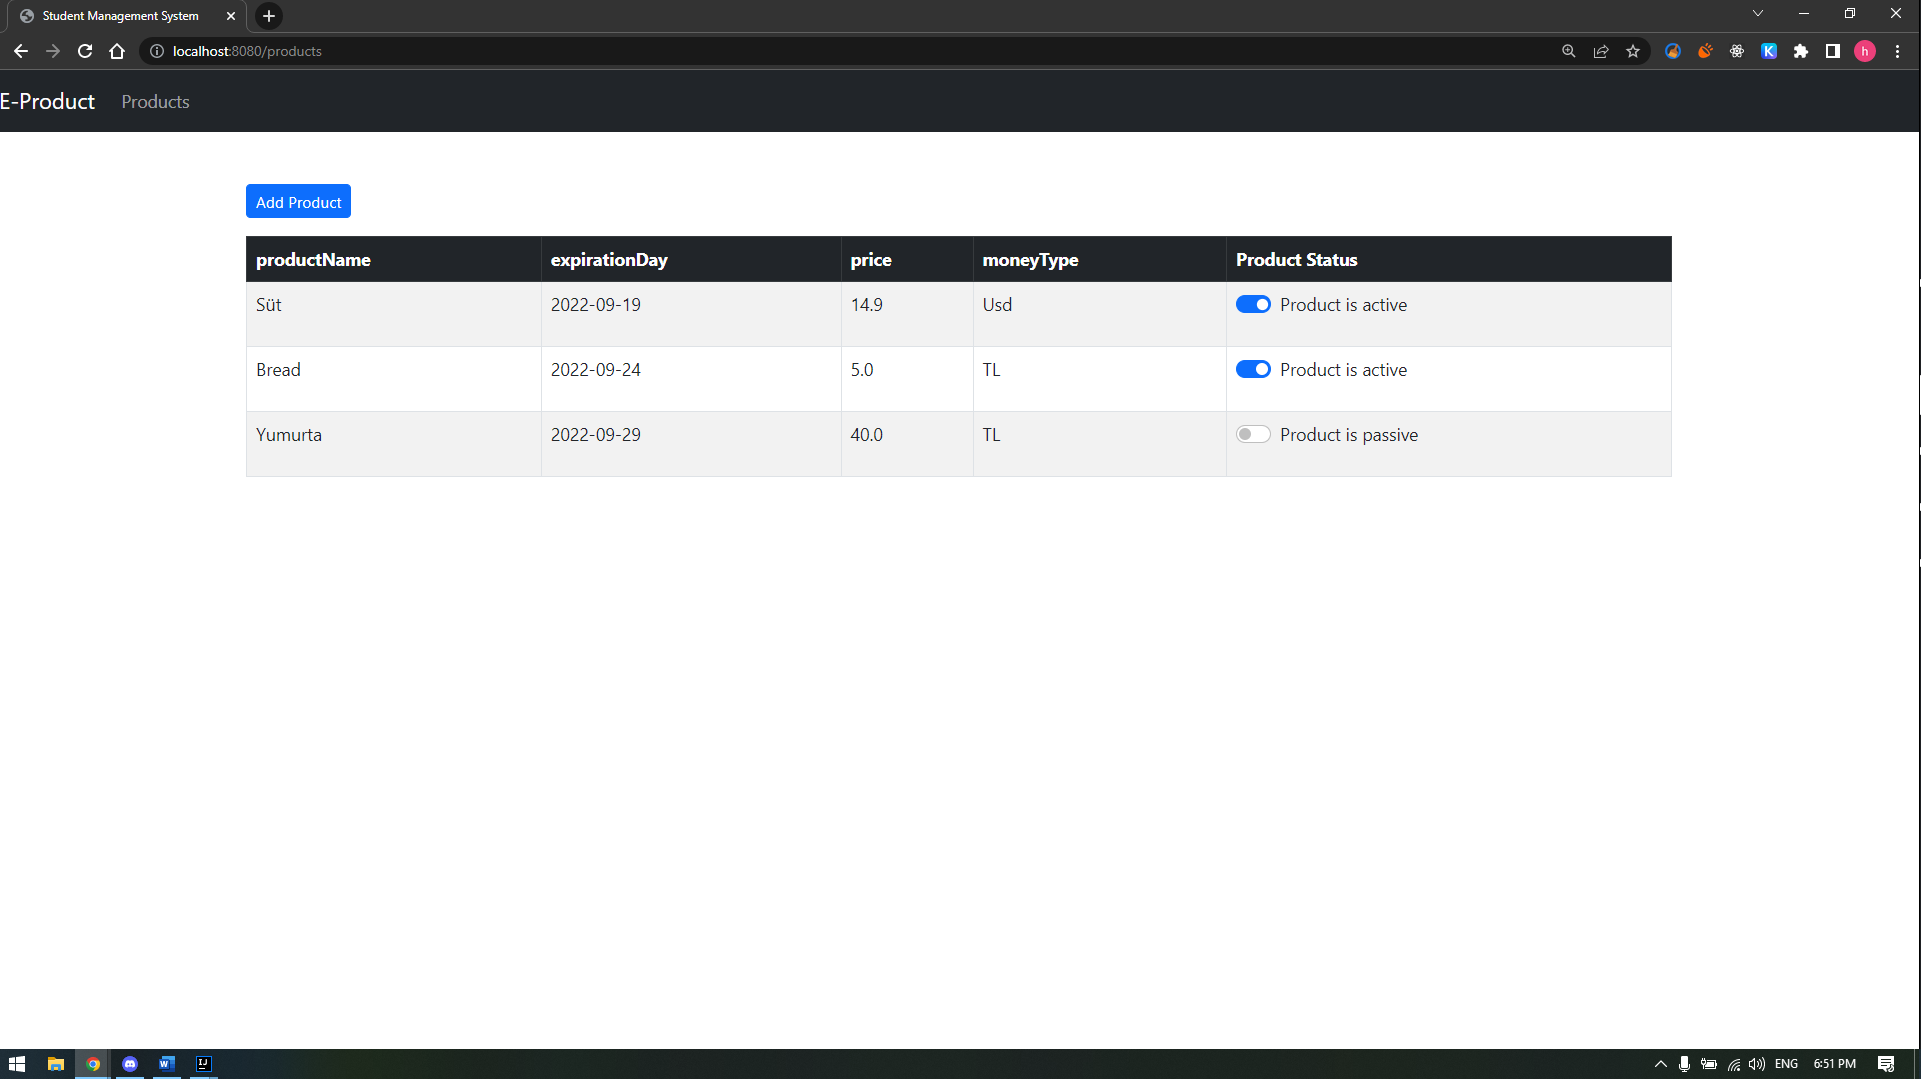 Student Management System
localhost:8080/products
h
E-Product Products
Add Product
productName expirationDay price moneyType Product Status
Süt 2022-09-19 14.9 Usd Product is active
Bread 2022-09-24 5.0 TL Product is active
Yumurta 2022-09-29 40.0 TL Product is passive
ENG 6:51 PM